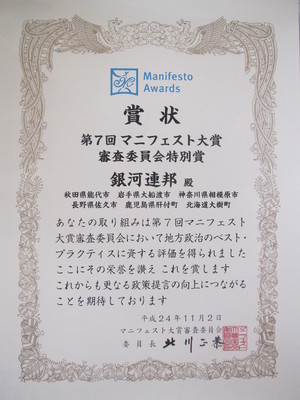 Manifesto
Awards
賞状
第7回 マニフェスト大賞
審査委員会特別賞
銀河連邦 殿
秋田県能代市 岩手県大船渡市 神奈川県相模原市
長野県佐久市 鹿児島県肝付町 北海道大樹町
あなたの取り組みは第7回マニフェスト
大賞審査委員会において地方政治のベスト・
プラクティスに資する評価を得られました
ここにその栄誉を讃え これを賞します
これからも更なる政策提言の向上につながる
ことを期待しております
平成24年11月2日
マニフェスト大賞審査委員会
委員長 北川正恭